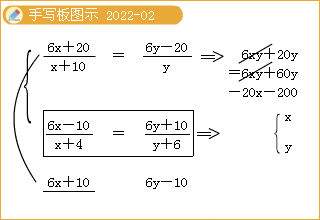 手写板图示 2022-02
6x+20 = 6y-20 ⇒ 6xy+20y
x+10 y =6xy+60y
-20x-200
6x-10 = 6y+10 ⇒ { x
x+4 y+6 y
6x+10 6y-10